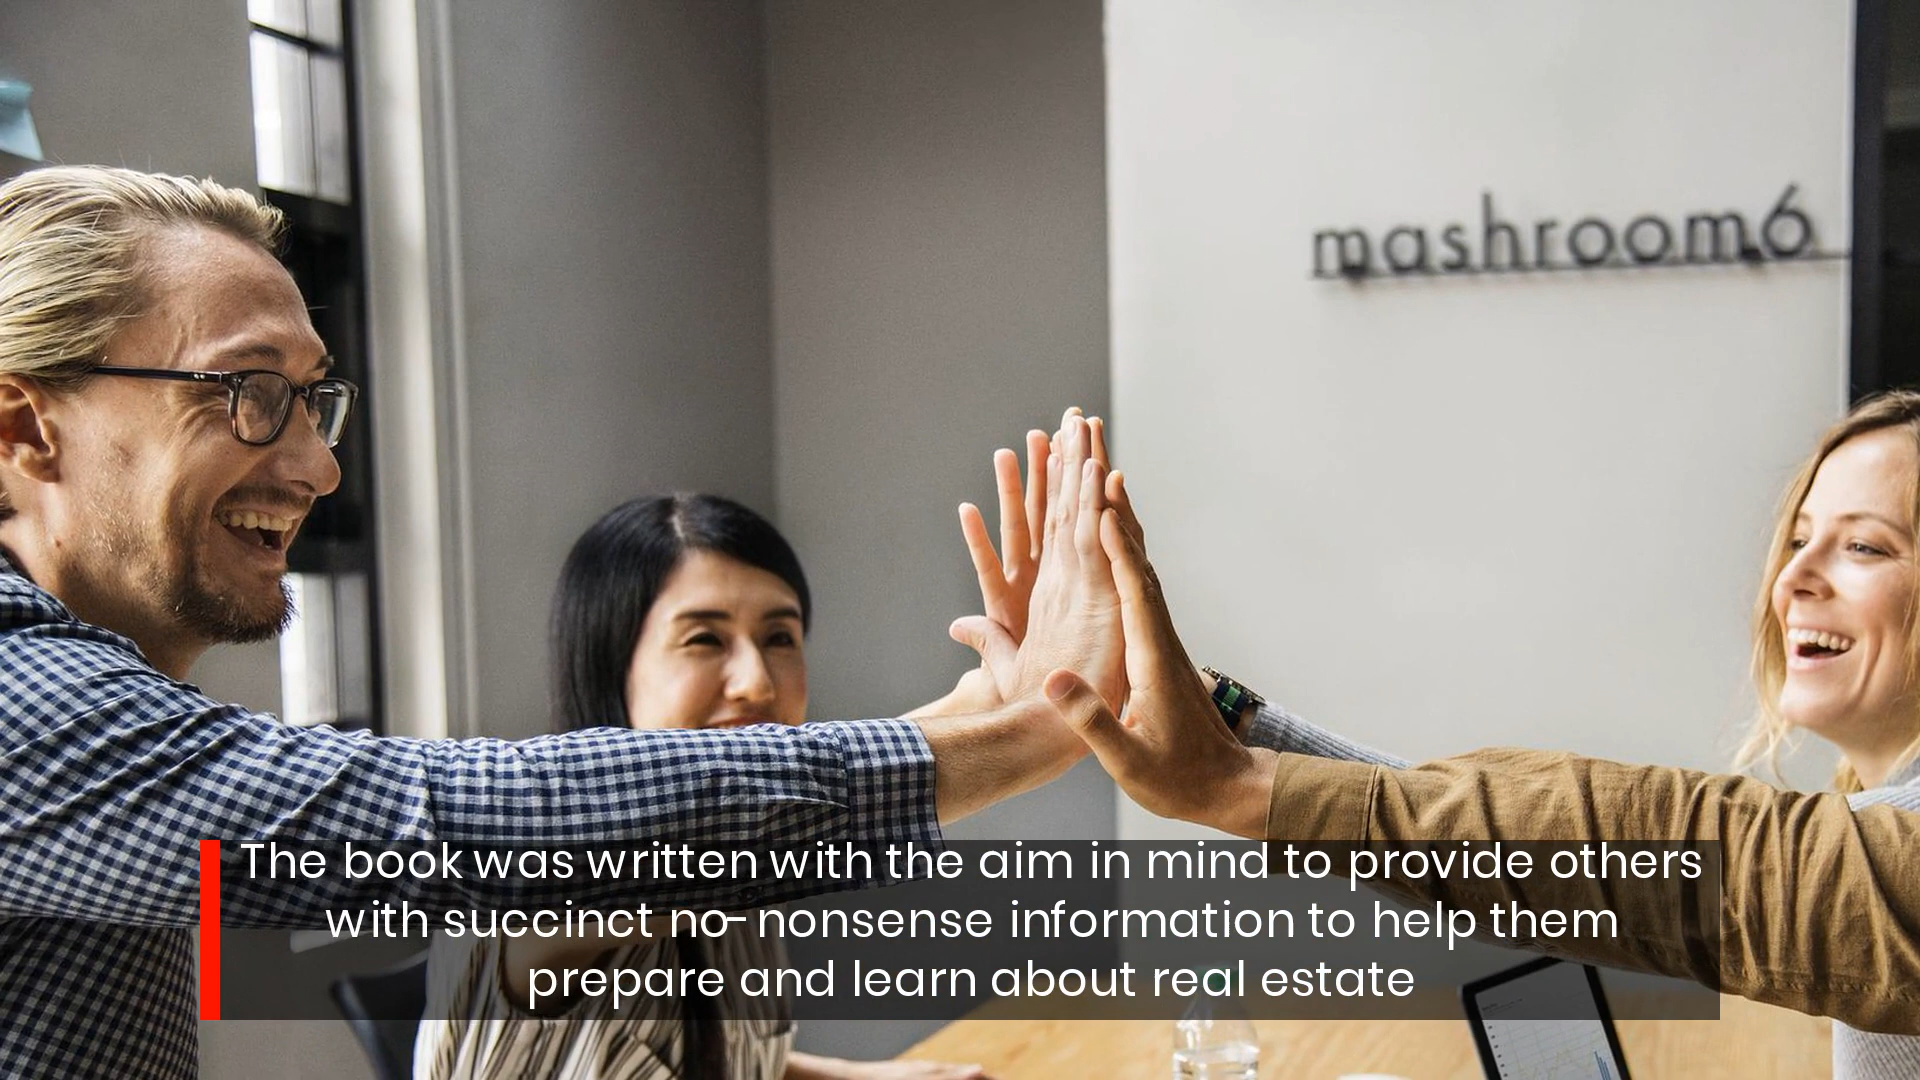 mashroom6
The book was written with the aim in mind to provide others
with succinct no-nonsense information to help them
prepare and learn about real estate